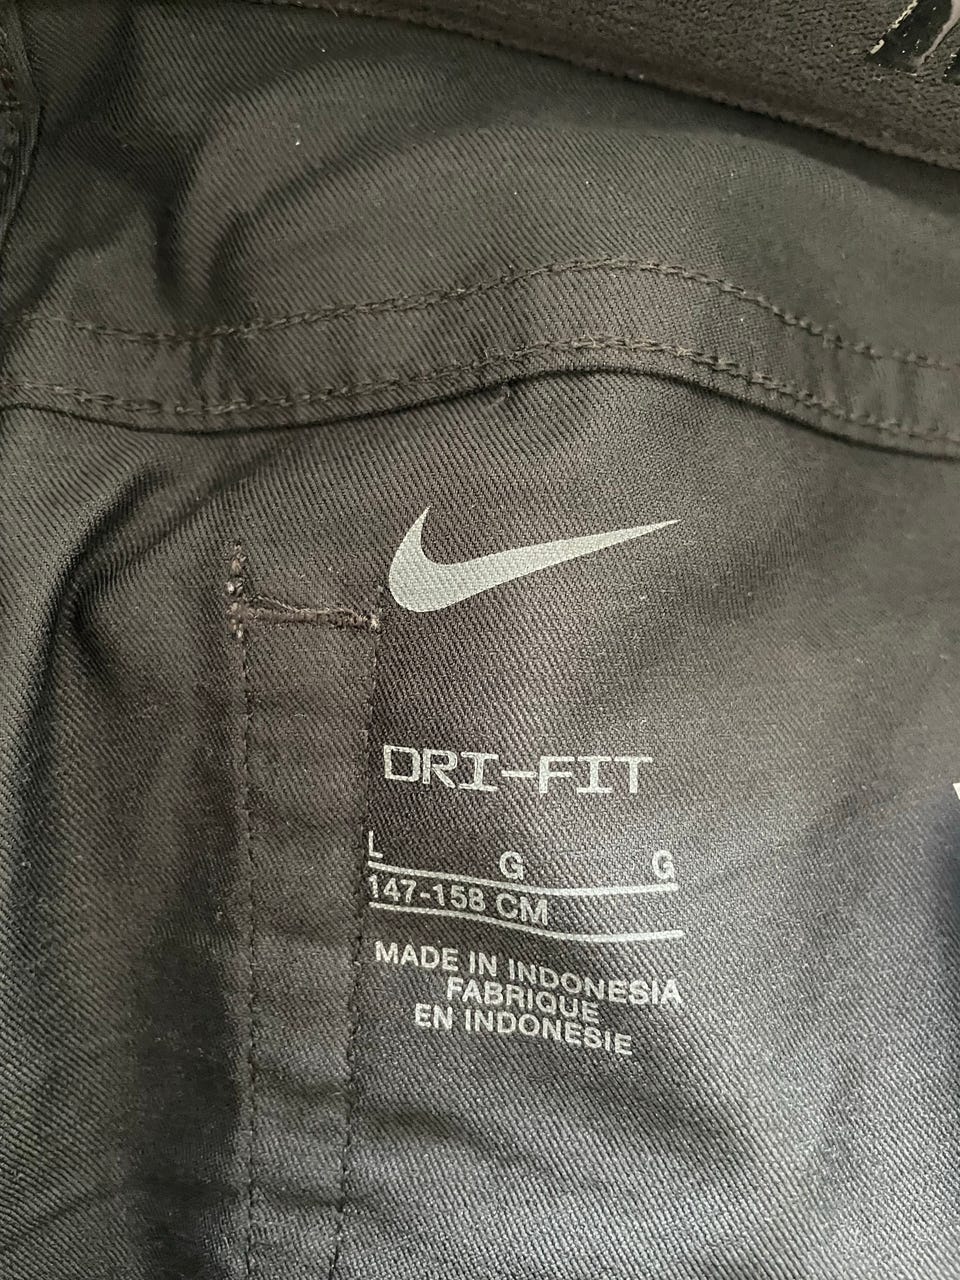 DRI-FIT
L G G
147-158 CM
MADE IN INDONESIA
FABRIQUE
EN INDONESIE